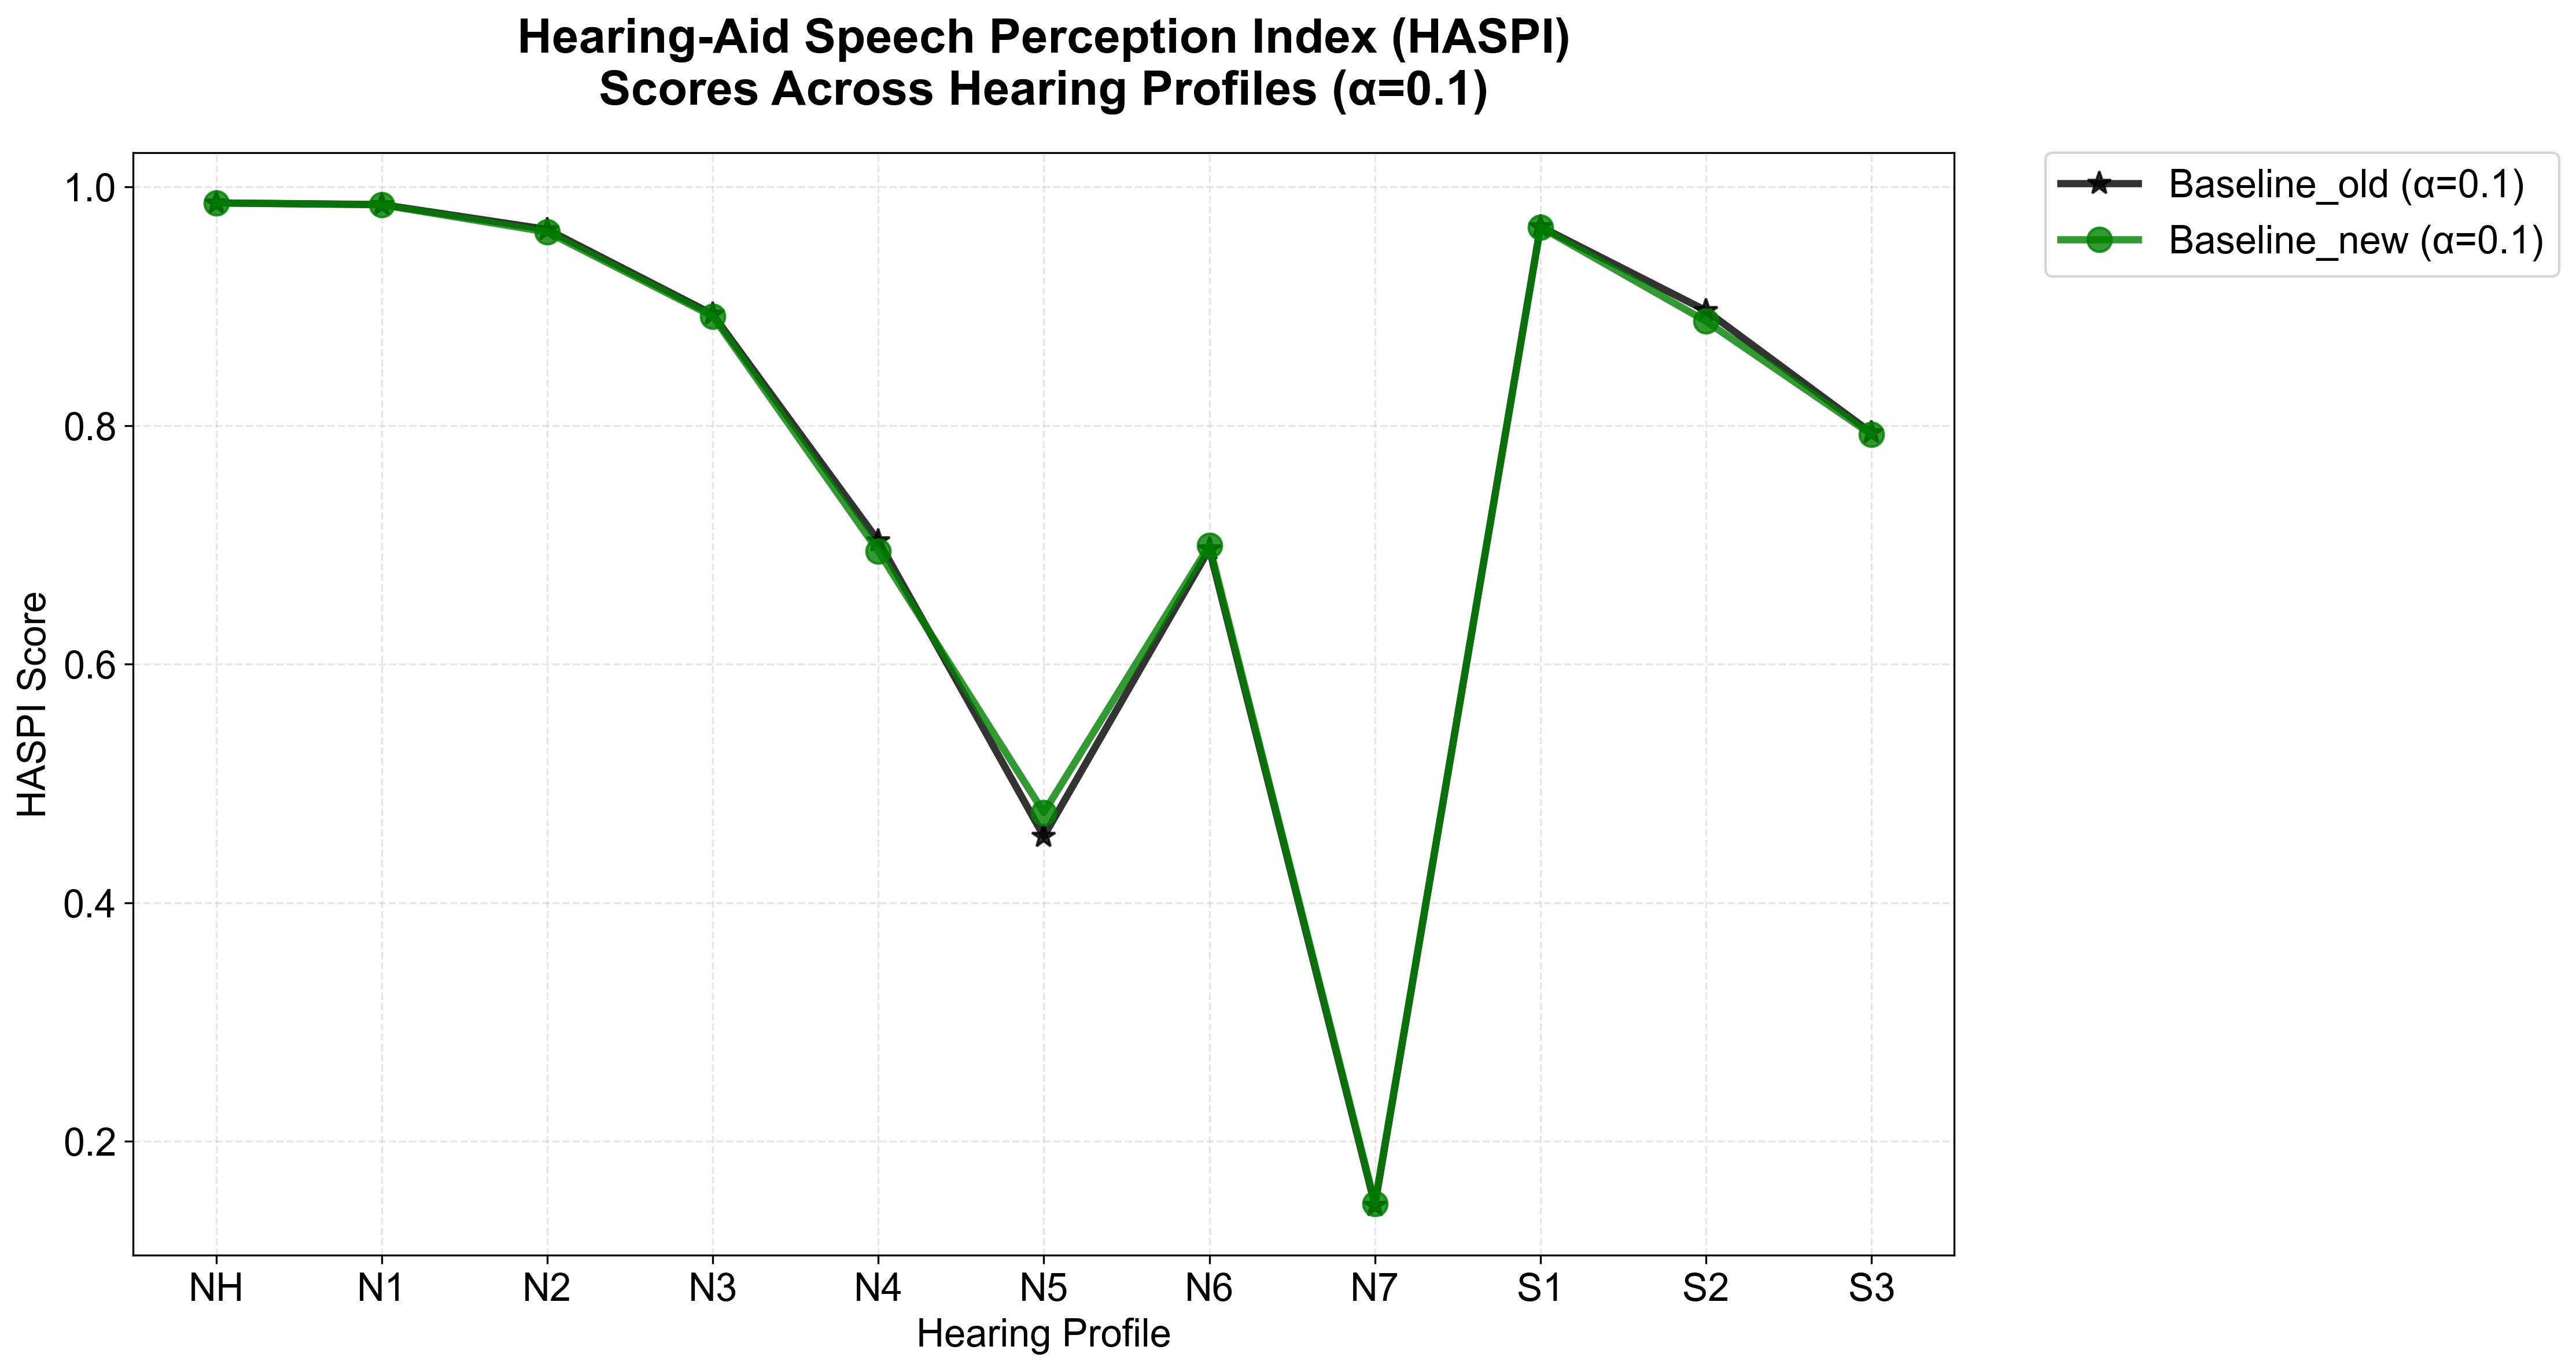 Hearing-Aid Speech Perception Index (HASPI)
Scores Across Hearing Profiles (α=0.1)
Baseline_old (α=0.1)
Baseline_new (α=0.1)
HASPI Score
1.0
0.8
0.6
0.4
0.2
NH N1 N2 N3 N4 N5 N6 N7 S1 S2 S3
Hearing Profile